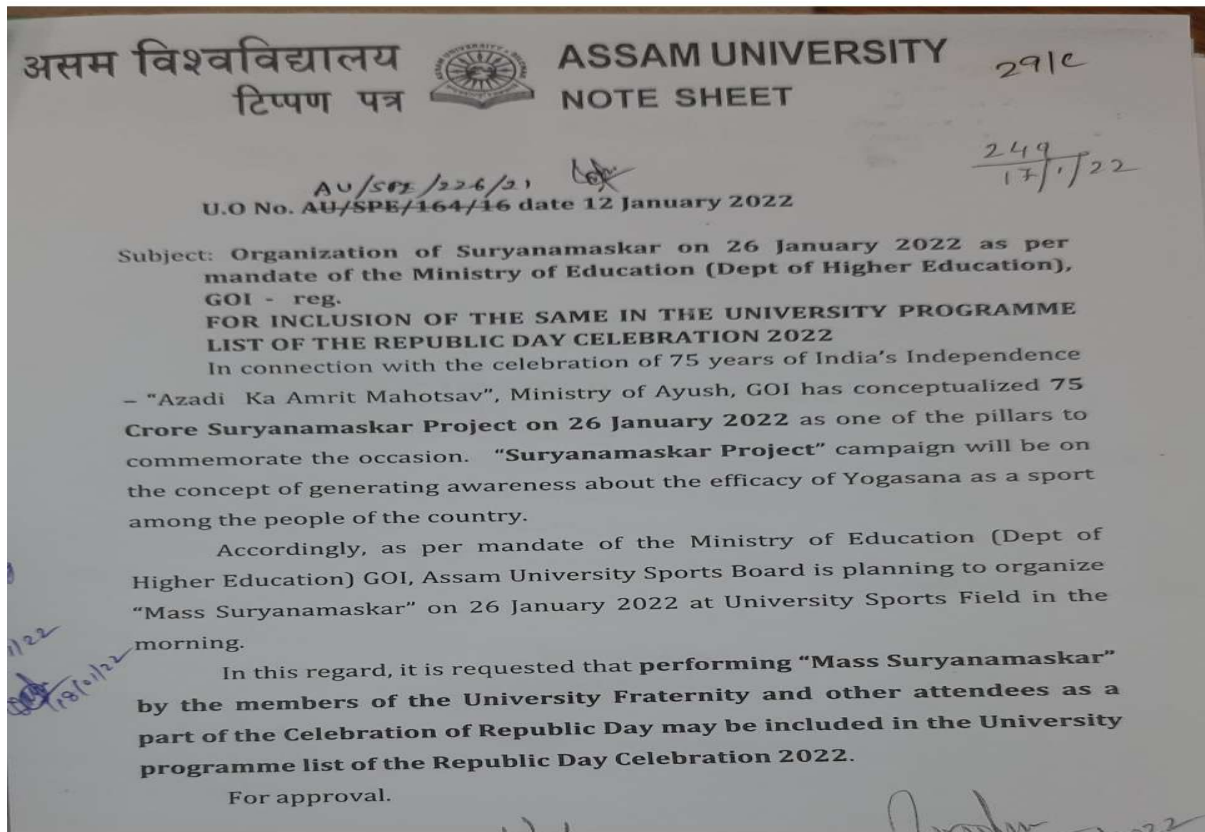 असम विश्वविद्यालय
टिप्पण पत्र
ASSAM UNIVERSITY
NOTE SHEET
29/C
249
17/1/22
AU/SPE/226/21
U.O No. AU/SPE/164/16 date 12 January 2022
Subject: Organization of Suryanamaskar on 26 January 2022 as per
mandate of the Ministry of Education (Dept of Higher Education),
GOI - reg.
FOR INCLUSION OF THE SAME IN THE UNIVERSITY PROGRAMME
LIST OF THE REPUBLIC DAY CELEBRATION 2022
In connection with the celebration of 75 years of India's Independence
– "Azadi Ka Amrit Mahotsav", Ministry of Ayush, GOI has conceptualized 75
Crore Suryanamaskar Project on 26 January 2022 as one of the pillars to
commemorate the occasion. "Suryanamaskar Project" campaign will be on
the concept of generating awareness about the efficacy of Yogasana as a sport
among the people of the country.
Accordingly, as per mandate of the Ministry of Education (Dept of
Higher Education) GOI, Assam University Sports Board is planning to organize
"Mass Suryanamaskar" on 26 January 2022 at University Sports Field in the
morning.
18/01/22
In this regard, it is requested that performing "Mass Suryanamaskar"
by the members of the University Fraternity and other attendees as a
part of the Celebration of Republic Day may be included in the University
programme list of the Republic Day Celebration 2022.
For approval.